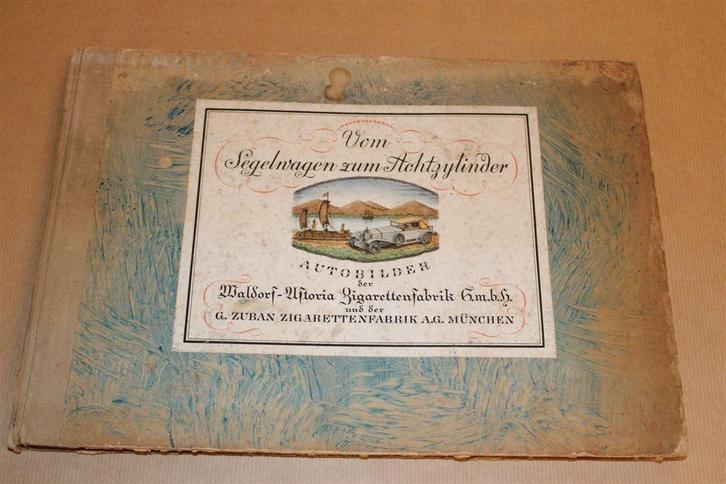 Vom
Segelwagen zum Achtzylinder
AUTOBILDER
der
Waldorf-Astoria Zigarettenfabrik G.m.b.H.
und der
G. ZUBAN ZIGARETTENFABRIK A.G. MÜNCHEN